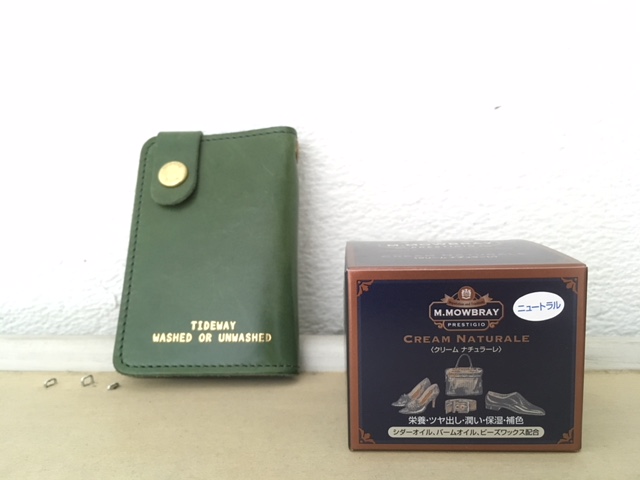 TIDEWAY
WASHED OR UNWASHED
M.MOWBRAY
M.MOWBRAY
PRESTIGIO
ニュートラル
CREAM NATURALE
〈クリーム ナチュラーレ〉
栄養・ツヤ出し・潤い・保湿・補色
シダーオイル、パームオイル、ビーズワックス配合